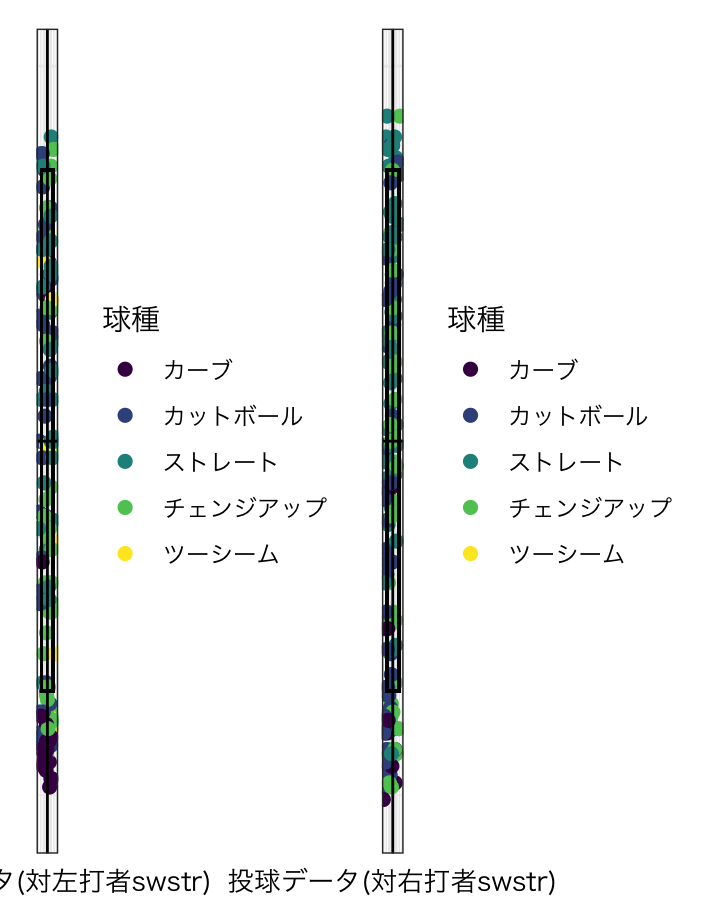 球種
カーブ
カットボール
ストレート
チェンジアップ
ツーシーム
球種
カーブ
カットボール
ストレート
チェンジアップ
ツーシーム
タ(対左打者swstr)
投球データ(対右打者swstr)